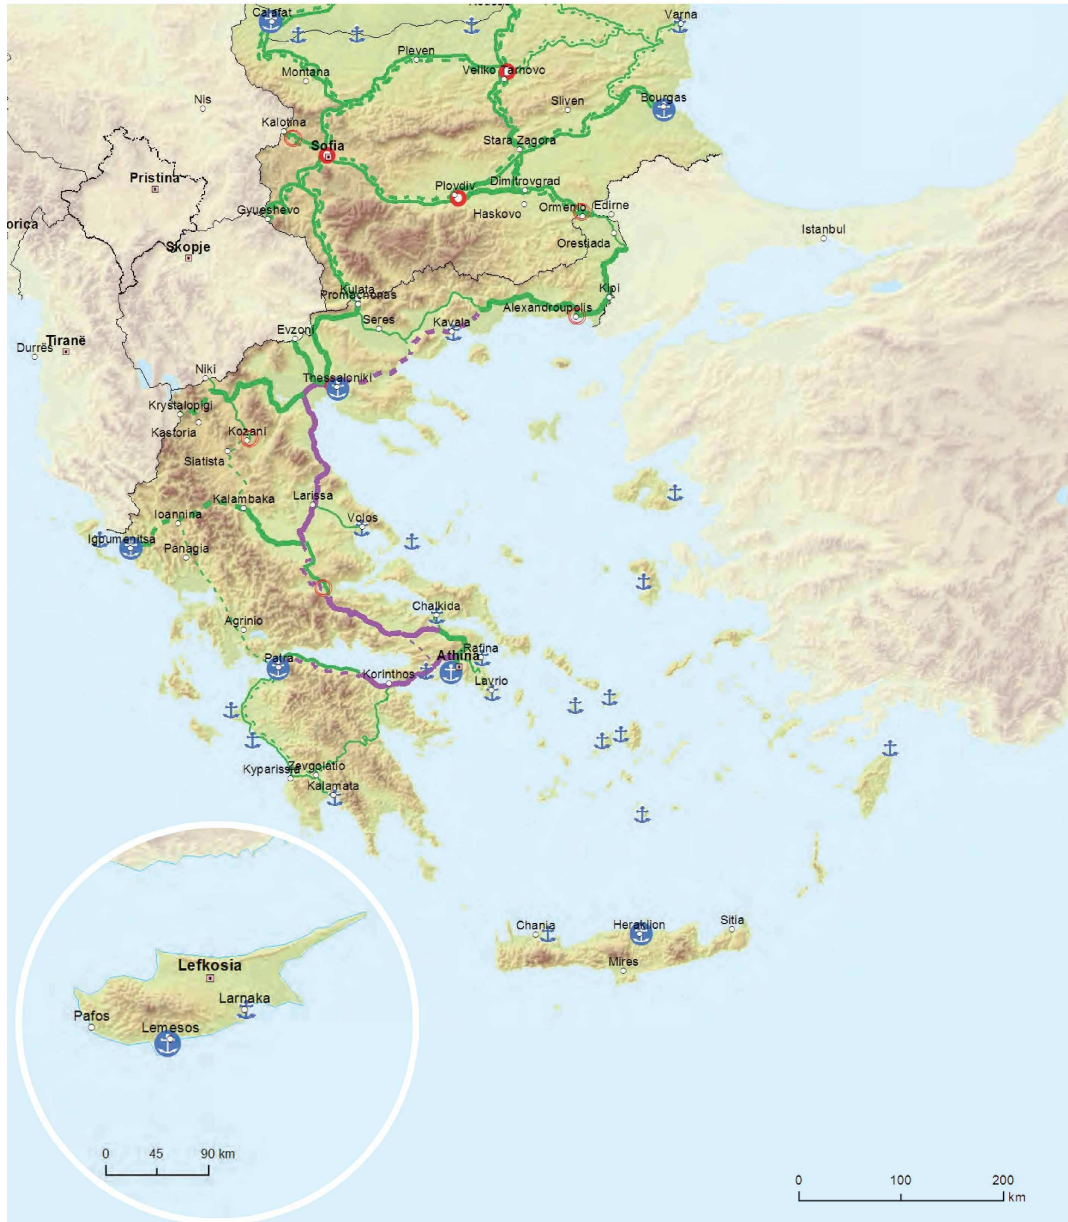 Calafat
Varna
Pleven
Montana
Veliko Tarnovo
Nis
Sliven
Bourgas
Kalotina
Sofia
Stara Zagora
Pristina
Plovdiv
Dimitrovgrad
Gyueshevo
Haskovo
Ormenio
Edirne
orica
Istanbul
Orestiada
Skopje
Kulata
Promachonas
Kipi
Alexandroupolis
Seres
Kavala
Evzoni
Tiranë
Durrës
Niki
Thessaloniki
Krystalopigi
Kastoria
Kozani
Siatista
Kalambaka
Larissa
Ioannina
Volos
Igoumenitsa
Panagia
Chalkida
Agrinio
Rafina
Athina
Patra
Korinthos
Lavrio
Zevgolatio
Kyparissia
Kalamata
Chania
Heraklion
Sitia
Mires
Lefkosia
Larnaka
Pafos
Lemesos
0 45 90 km
0 100 200
km